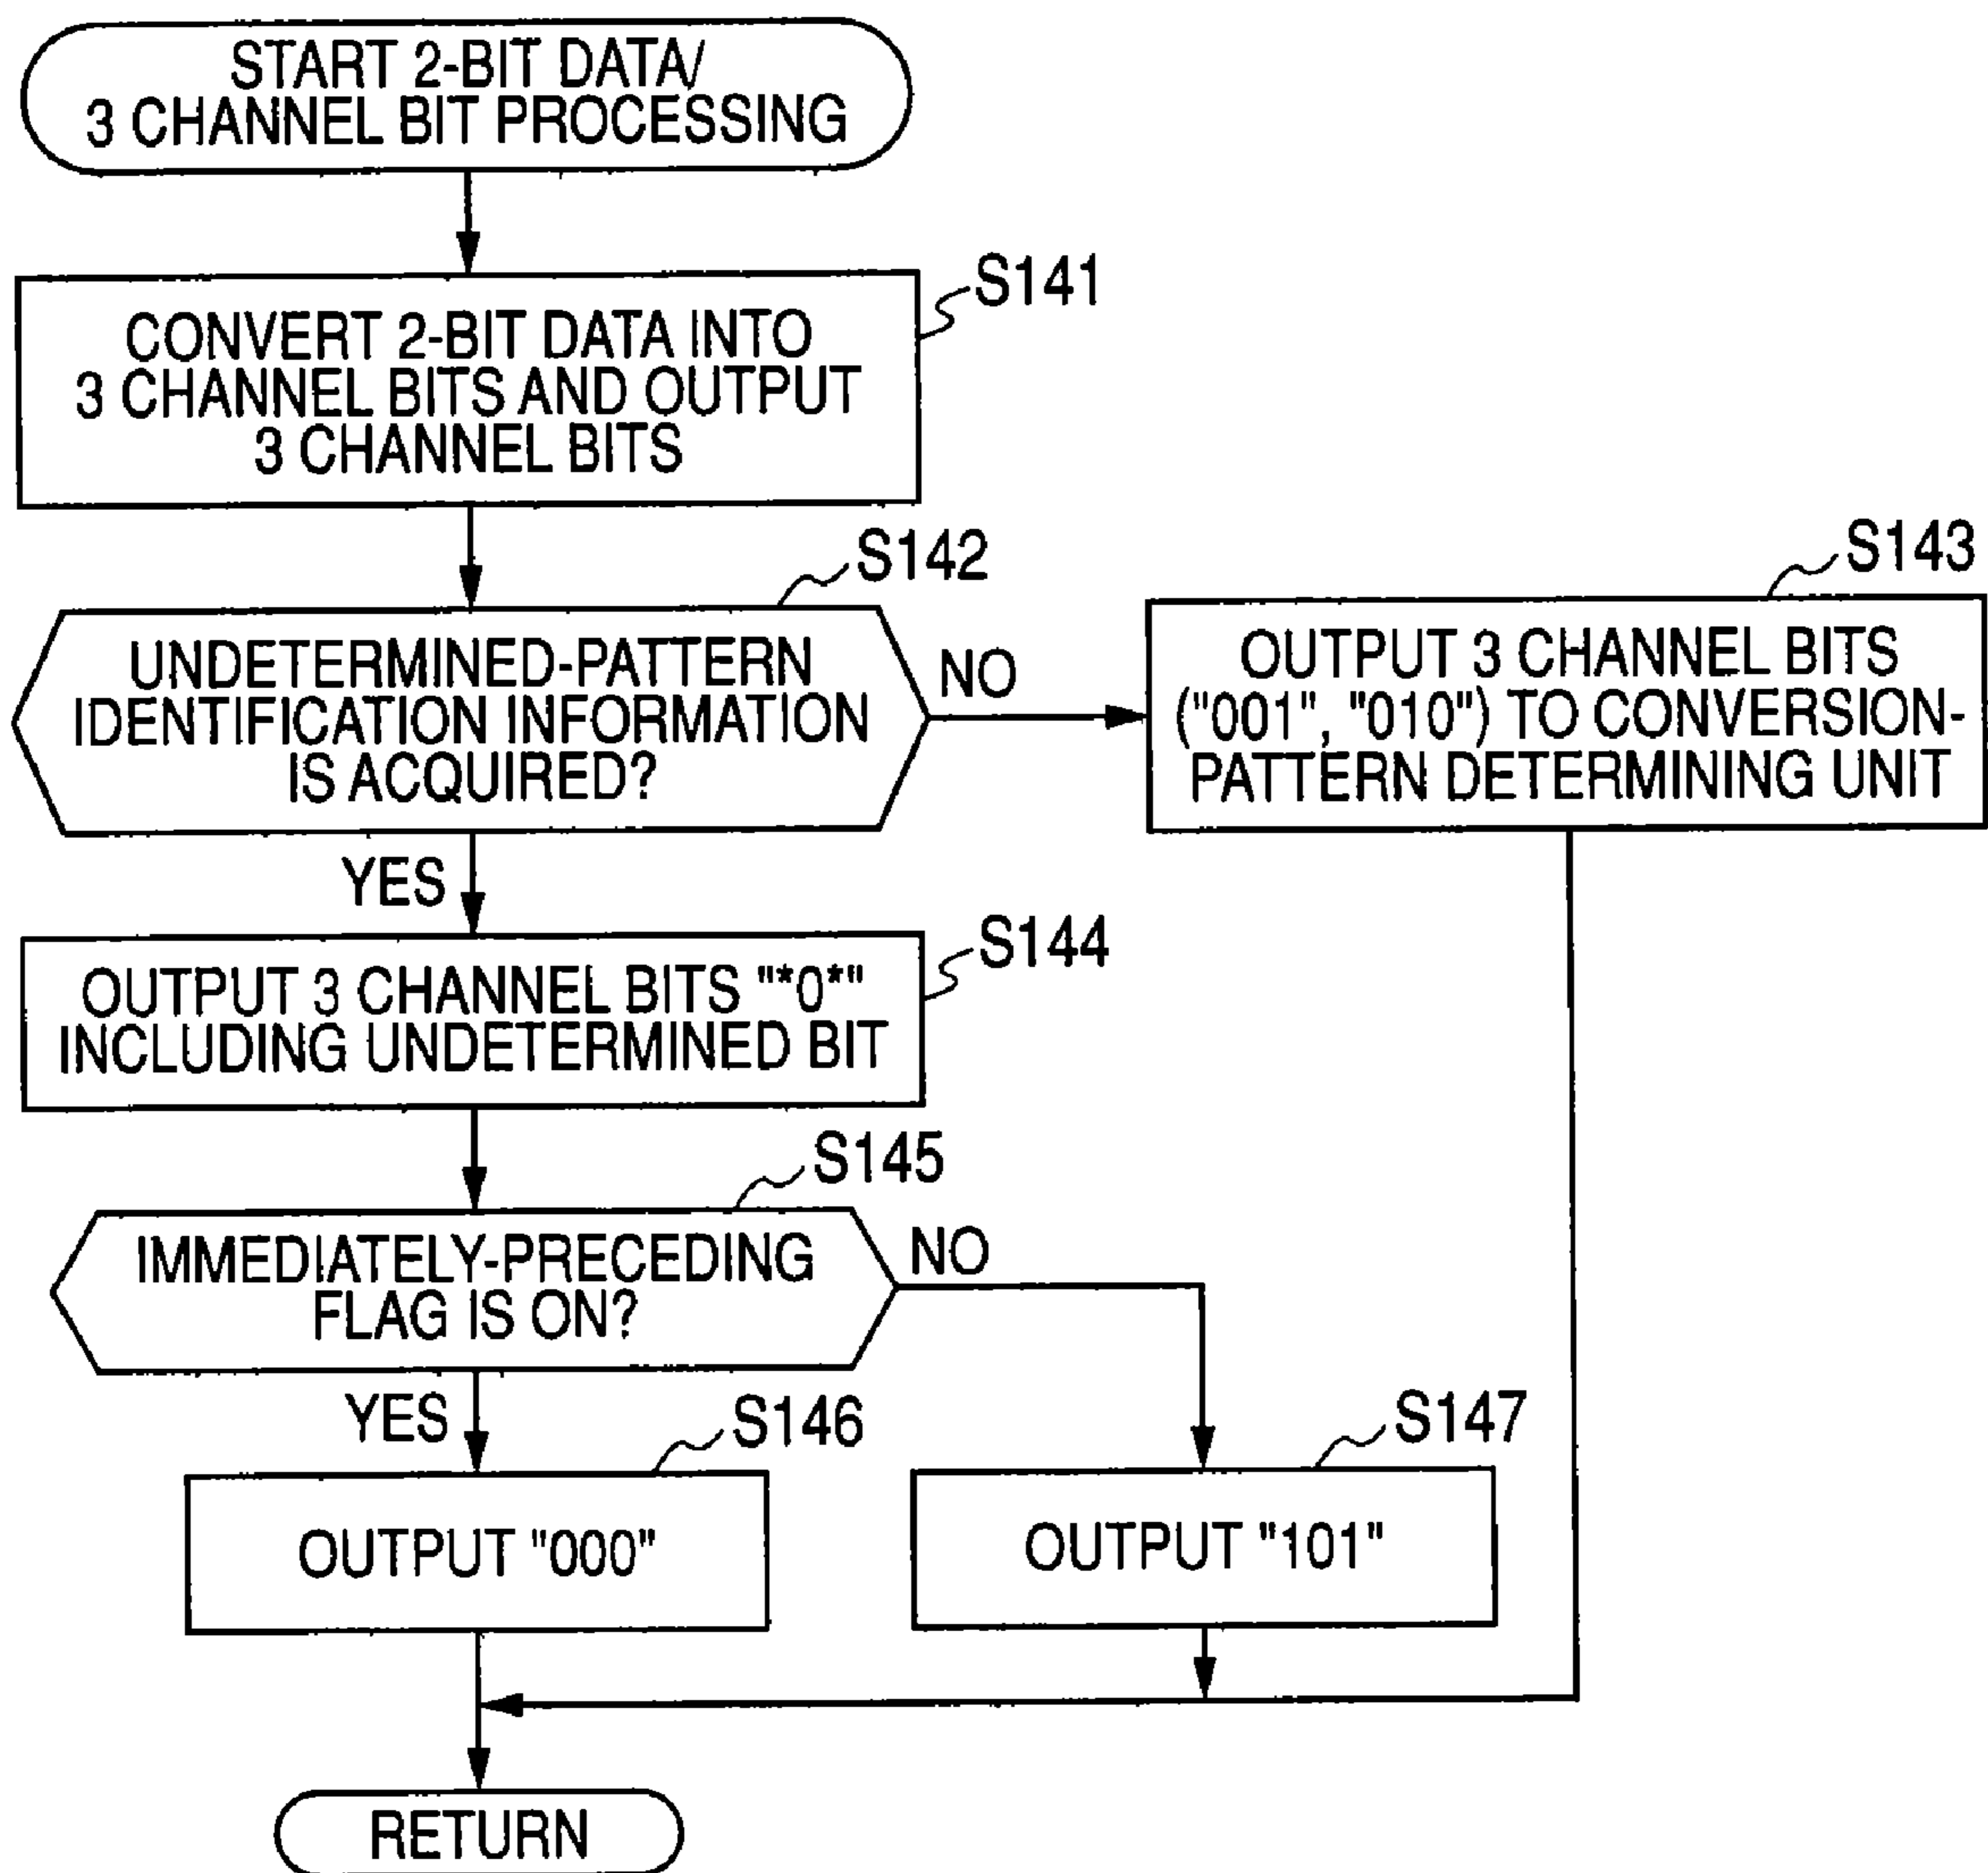 START 2-BIT DATA/
3 CHANNEL BIT PROCESSING
S141
CONVERT 2-BIT DATA INTO
3 CHANNEL BITS AND OUTPUT
3 CHANNEL BITS
S142
UNDETERMINED-PATTERN
IDENTIFICATION INFORMATION
IS ACQUIRED?
NO
S143
OUTPUT 3 CHANNEL BITS
("001", "010") TO CONVERSION-
PATTERN DETERMINING UNIT
YES
S144
OUTPUT 3 CHANNEL BITS "*0*"
INCLUDING UNDETERMINED BIT
S145
IMMEDIATELY-PRECEDING
FLAG IS ON?
NO
YES
S146
OUTPUT "000"
S147
OUTPUT "101"
RETURN